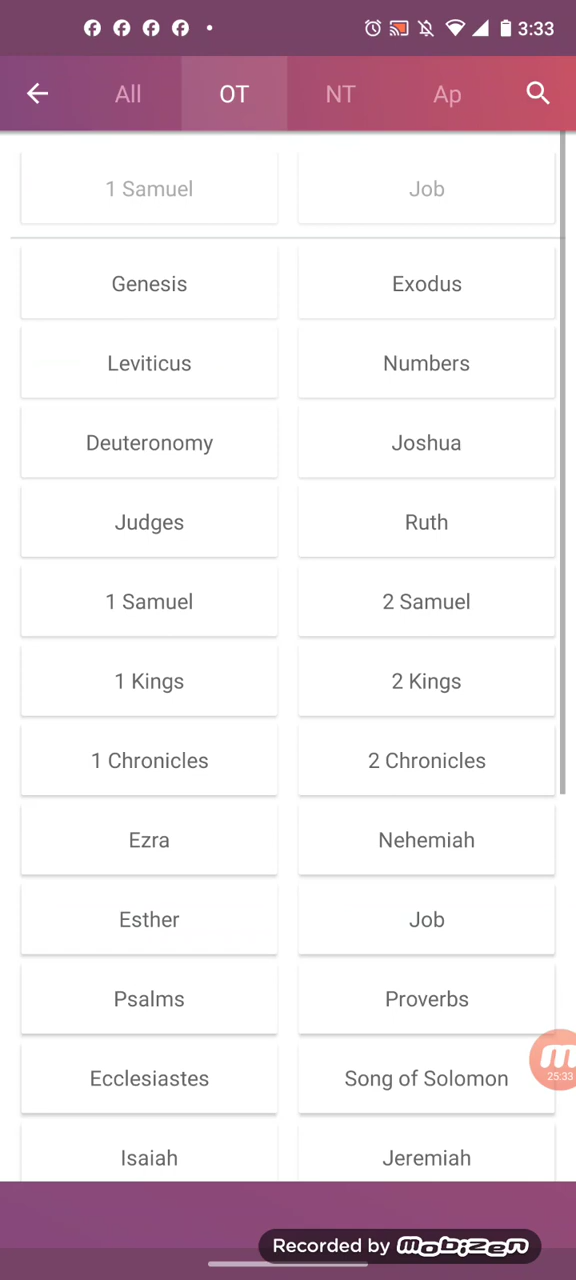 3:33
All OT NT Ap
1 Samuel Job
Genesis Exodus
Leviticus Numbers
Deuteronomy Joshua
Judges Ruth
1 Samuel 2 Samuel
1 Kings 2 Kings
1 Chronicles 2 Chronicles
Ezra Nehemiah
Esther Job
Psalms Proverbs
25:33
Ecclesiastes Song of Solomon
Isaiah Jeremiah
Recorded by mobizen